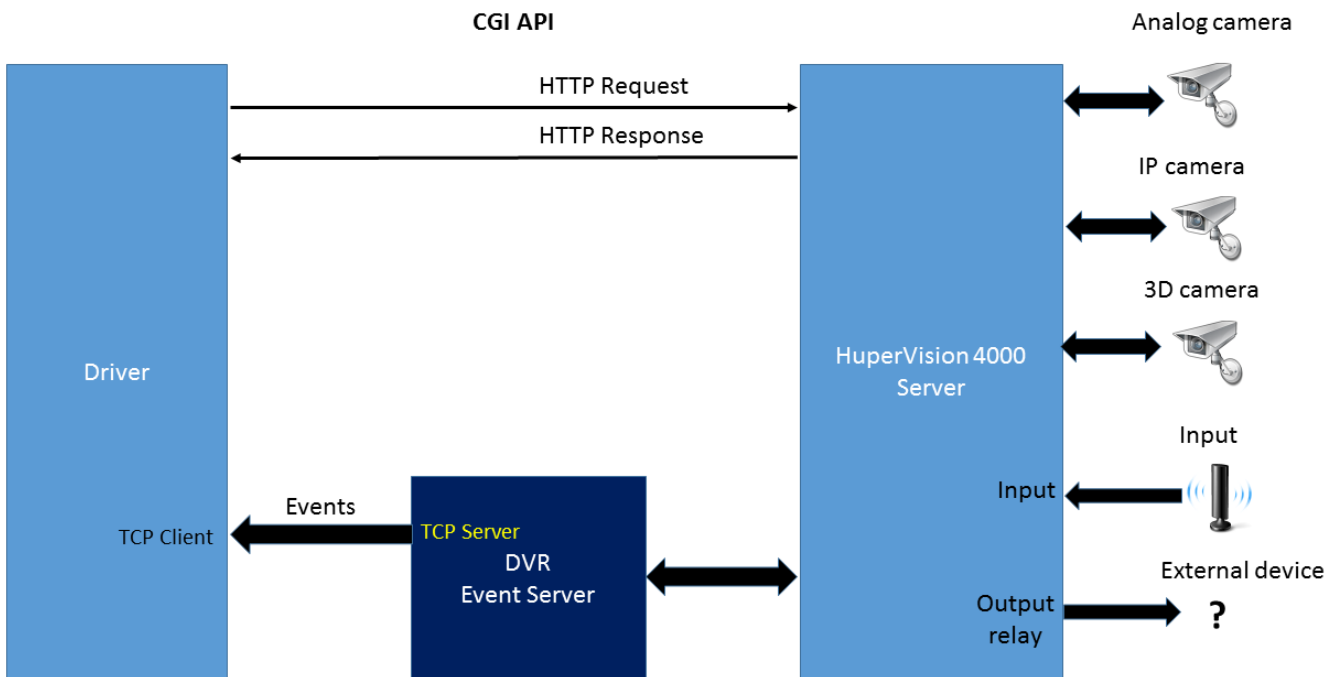 CGI API
Analog camera
HTTP Request
HTTP Response
IP camera
3D camera
Driver
HuperVision 4000
Server
Input
Input
Events
TCP Client
TCP Server
DVR
Event Server
External device
Output
relay
?